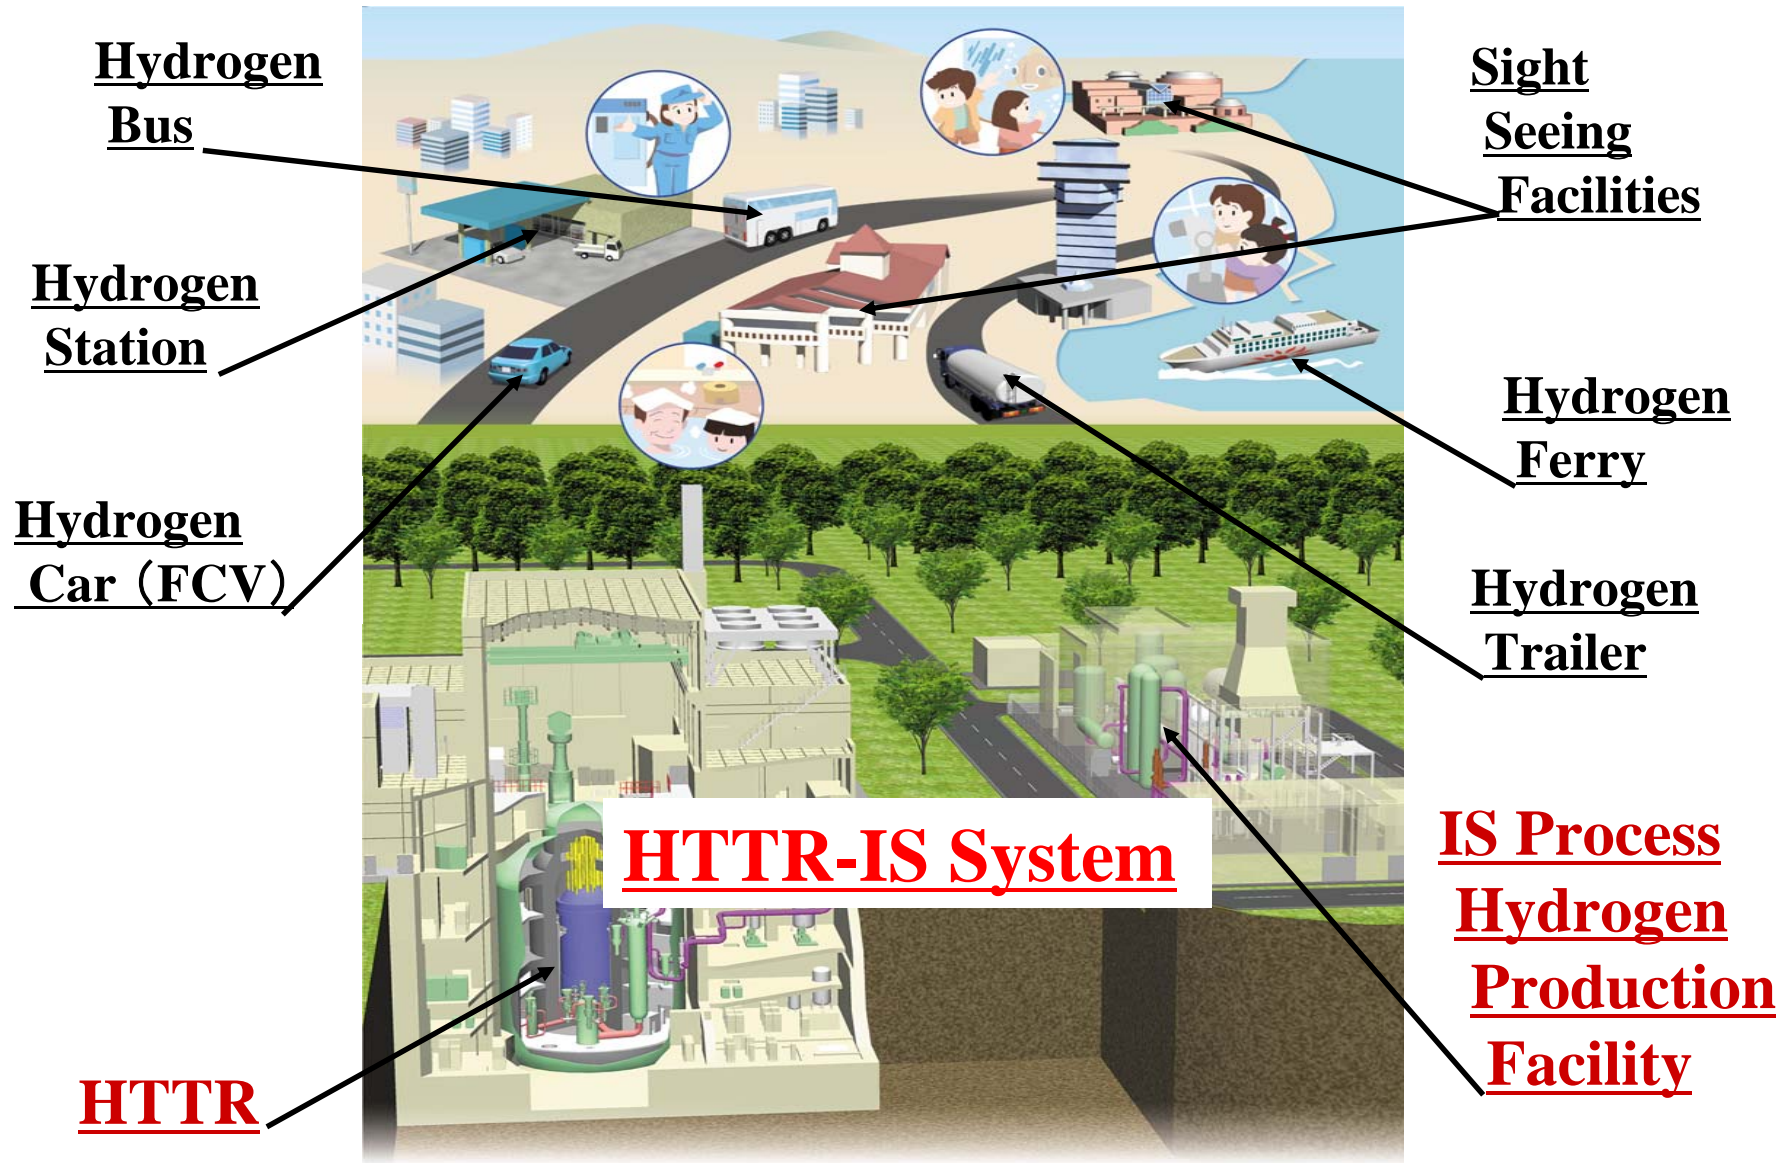 Hydrogen
Bus
Sight
Seeing
Facilities
Hydrogen
Station
Hydrogen
Ferry
Hydrogen
Car（FCV）
Hydrogen
Trailer
HTTR-IS System
IS Process
Hydrogen
Production
Facility
HTTR